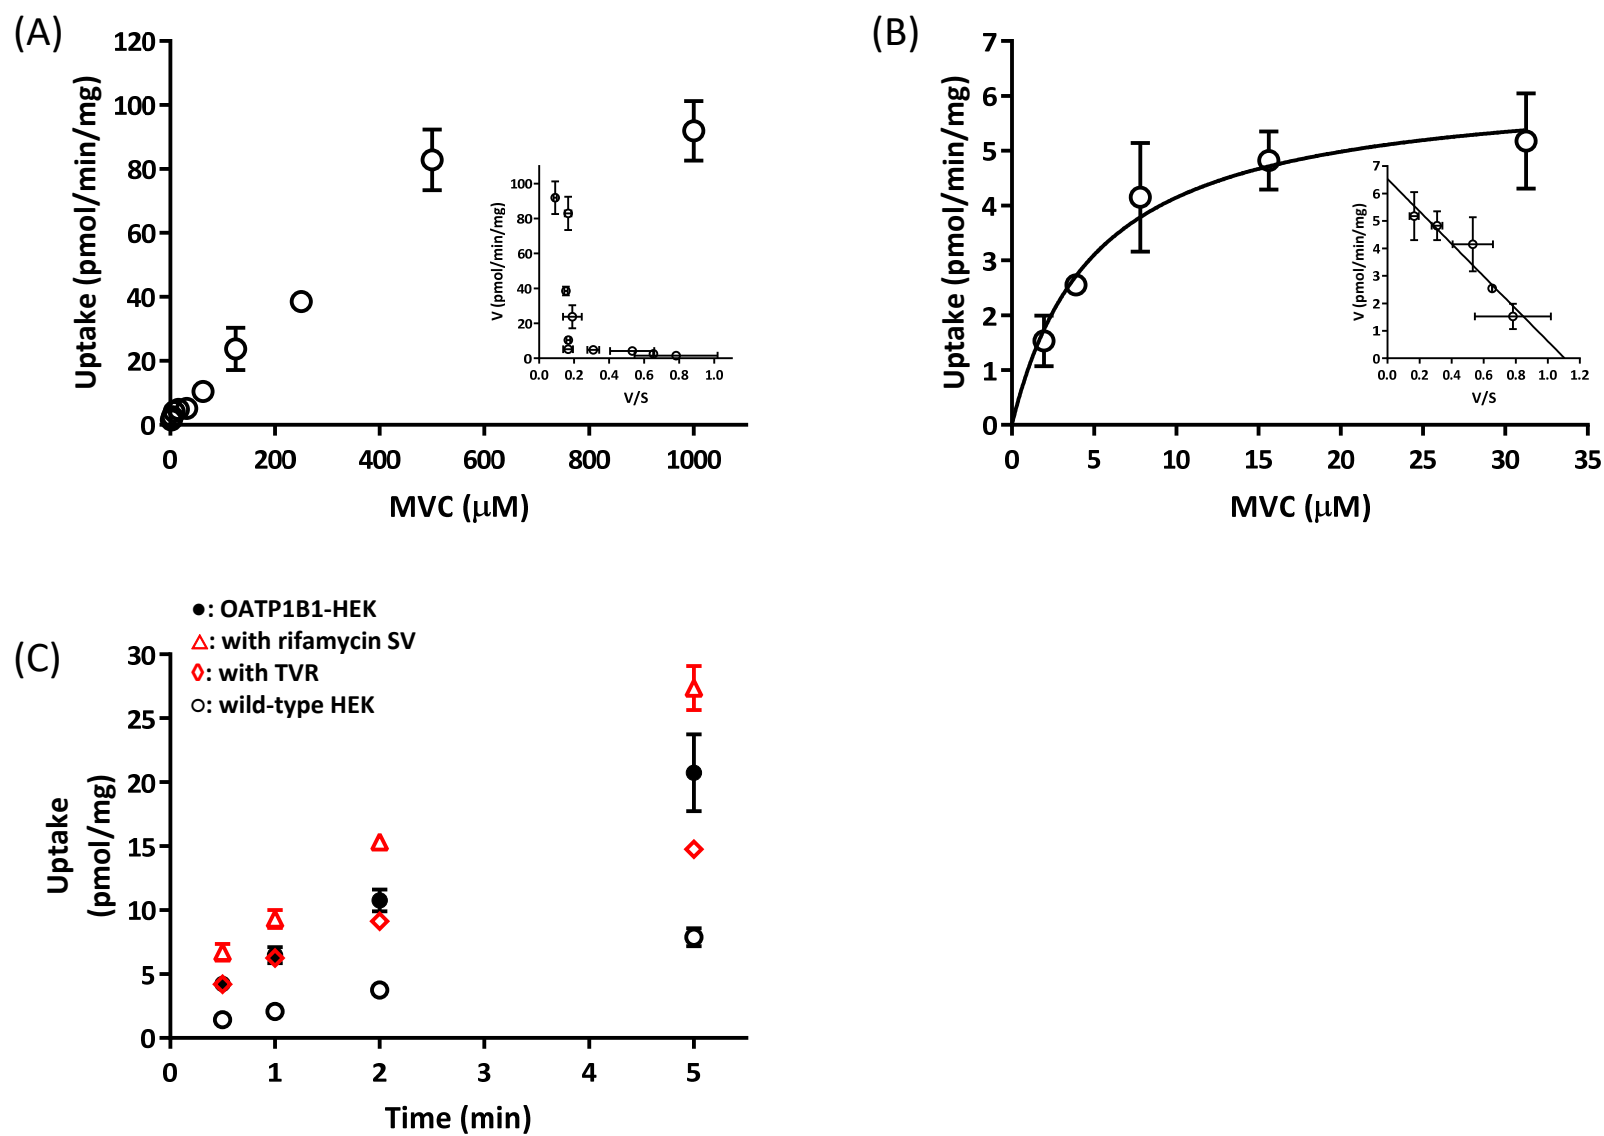 (A)
120
100
80
60
40
20
0
Uptake (pmol/min/mg)
0 200 400 600 800 1000
MVC (μM)
100
80
60
40
20
0
V (pmol/min/mg)
0.0 0.2 0.4 0.6 0.8 1.0
V/S
(B)
7
6
5
4
3
2
1
0
Uptake (pmol/min/mg)
0 5 10 15 20 25 30 35
MVC (μM)
7
6
5
4
3
2
1
0
V (pmol/min/mg)
0.0 0.2 0.4 0.6 0.8 1.0 1.2
V/S
(C)
: OATP1B1-HEK
: with rifamycin SV
: with TVR
: wild-type HEK
30
25
20
15
10
5
0
Uptake
(pmol/mg)
0 1 2 3 4 5
Time (min)